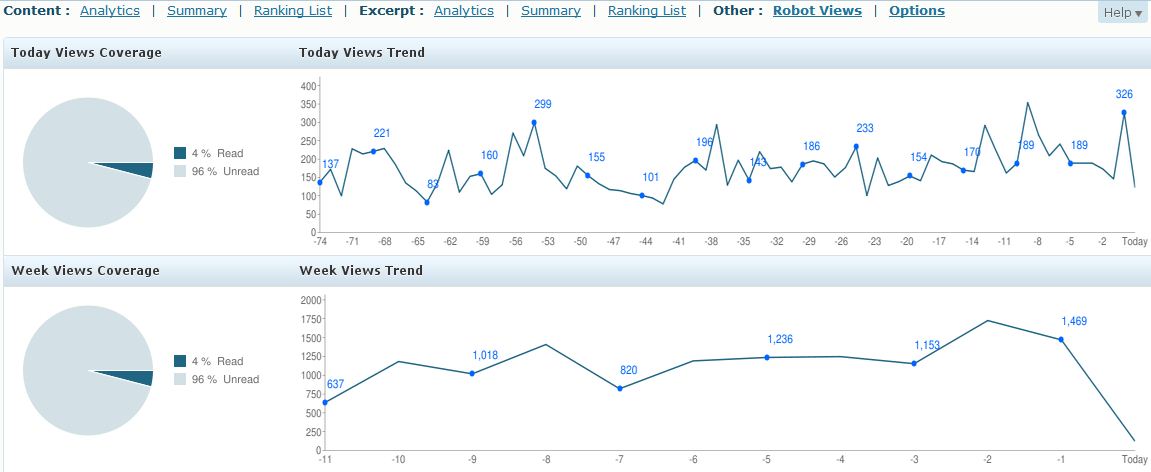 Content : Analytics | Summary | Ranking List | Excerpt : Analytics | Summary | Ranking List | Other : Robot Views | Options
Help ▾
Today Views Coverage
4 % Read
96 % Unread
Today Views Trend
400
350
300
250
200
150
100
50
0
137 221 83 160 299 155 101 196 143 186 233 154 170 189 189 326
-74 -71 -68 -65 -62 -59 -56 -53 -50 -47 -44 -41 -38 -35 -32 -29 -26 -23 -20 -17 -14 -11 -8 -5 -2 Today
Week Views Coverage
4 % Read
96 % Unread
Week Views Trend
2000
1750
1500
1250
1000
750
500
250
0
637 1,018 820 1,236 1,153 1,469
-11 -10 -9 -8 -7 -6 -5 -4 -3 -2 -1 Today